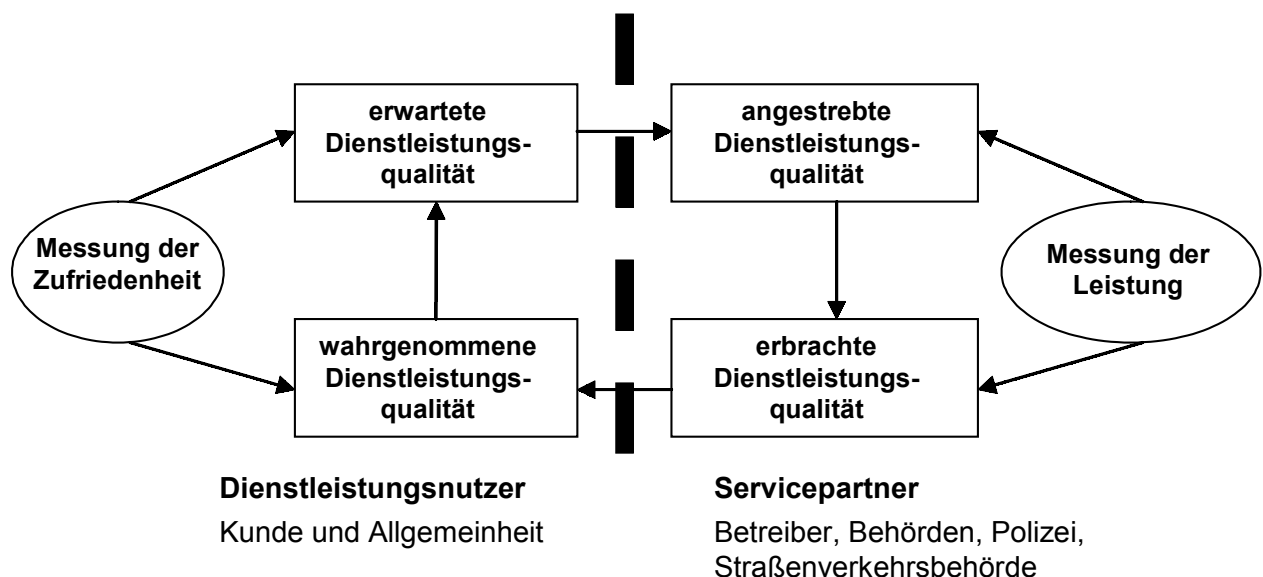 erwartete
Dienstleistungs-
qualität
angestrebte
Dienstleistungs-
qualität
Messung der
Zufriedenheit
Messung der
Leistung
wahrgenommene
Dienstleistungs-
qualität
erbrachte
Dienstleistungs-
qualität
Dienstleistungsnutzer
Kunde und Allgemeinheit
Servicepartner
Betreiber, Behörden, Polizei,
Straßenverkehrsbehörde